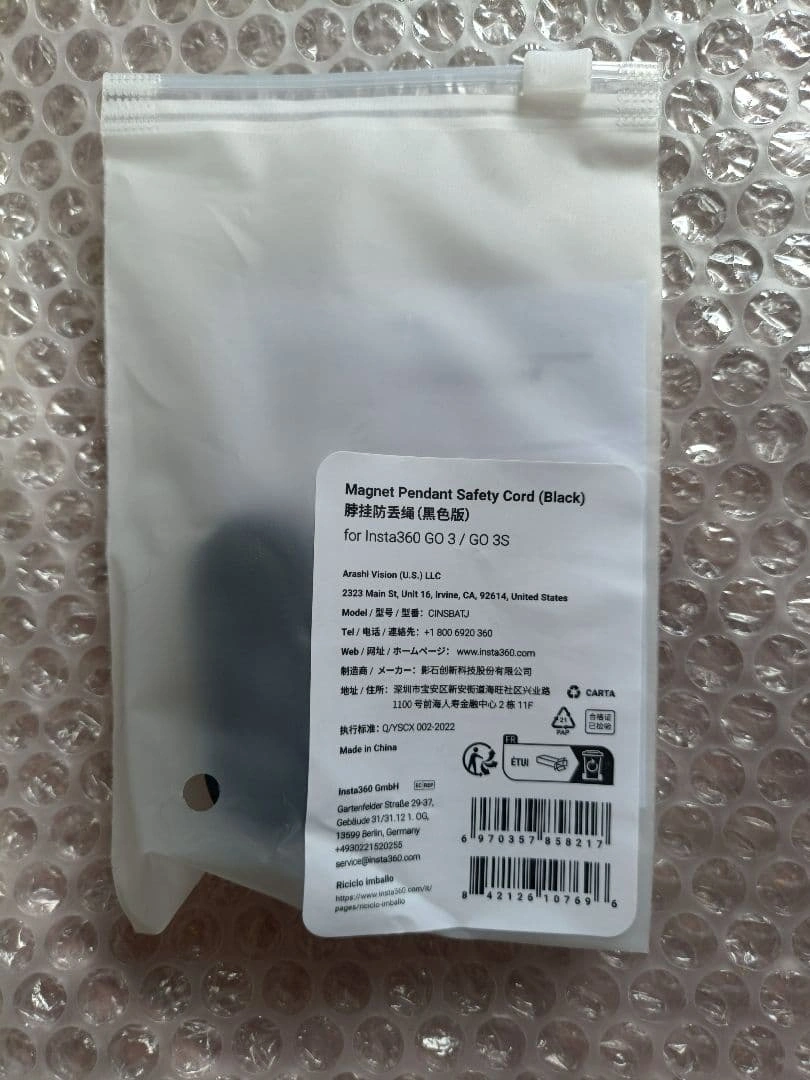 Magnet Pendant Safety Cord (Black)
脖挂防丢绳 (黑色版)
for Insta360 GO 3 / GO 3S
Arashi Vision (U.S.) LLC
2323 Main St, Unit 16, Irvine, CA, 92614, United States
Model / 型号 / 型番: CINSBATJ
Tel / 电话 / 連絡先: +1 800 6920 360
Web / 网址 / ホームページ: www.insta360.com
制造商 / メーカー: 影石创新科技股份有限公司
地址 / 住所: 深圳市宝安区新安街道海旺社区兴业路
1100 号前海人寿金融中心 2 栋 11F
CARTA
21
PAP
合格证
已检验
执行标准: Q/YSCX 002-2022
Made in China
FR
ÉTUI
Insta360 GmbH
EC REP
Gartenfelder Straße 29-37,
Gebäude 31/31.12 1. OG,
13599 Berlin, Germany
+4930221520255
service@insta360.com
Riciclo imballo
https://www.insta360.com/it/
pages/riciclo-imballo
6 970357 858217
8 42126 10769 6